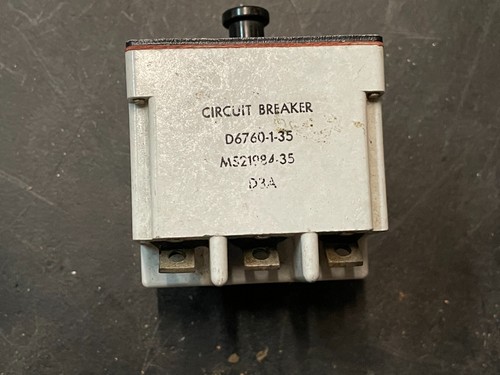 CIRCUIT BREAKER
D6760-1-35
MS21984-35
D3A